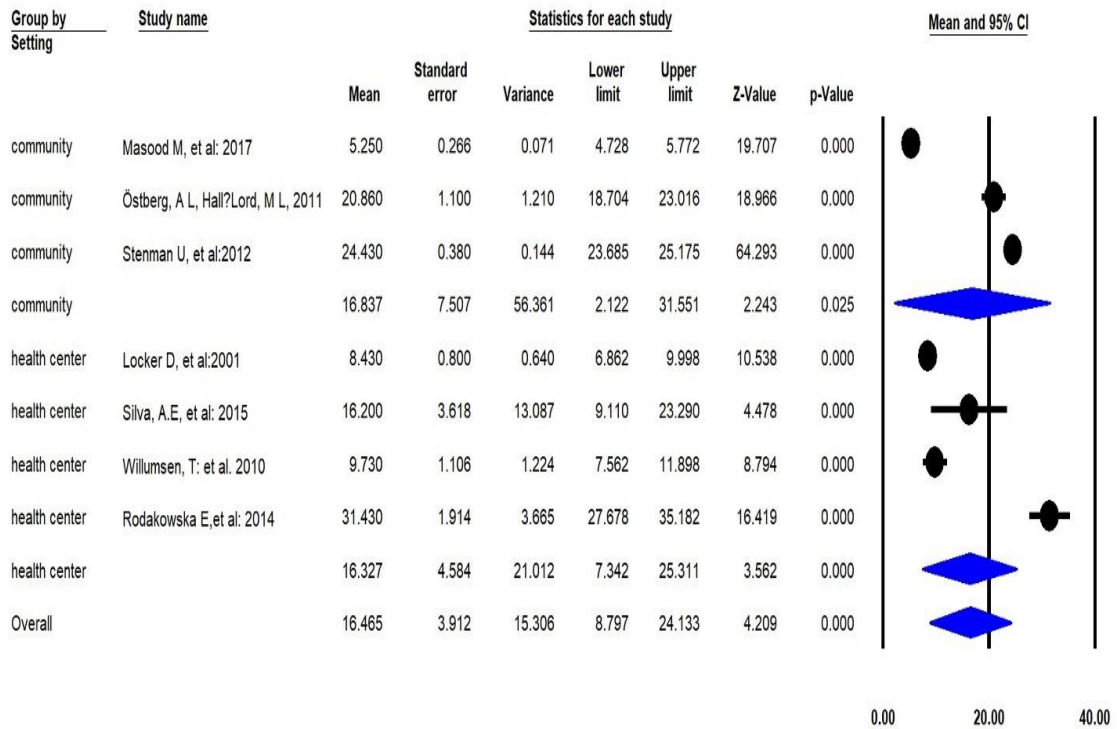 Group by Study name Statistics for each study Mean and 95% CI
Setting
Standard Lower Upper
Mean error Variance limit limit Z-Value p-Value
community Masood M, et al: 2017 5.250 0.266 0.071 4.728 5.772 19.707 0.000
community Östberg, A L, Hall?Lord, M L, 2011 20.860 1.100 1.210 18.704 23.016 18.966 0.000
community Stenman U, et al:2012 24.430 0.380 0.144 23.685 25.175 64.293 0.000
community 16.837 7.507 56.361 2.122 31.551 2.243 0.025
health center Locker D, et al:2001 8.430 0.800 0.640 6.862 9.998 10.538 0.000
health center Silva, A.E, et al: 2015 16.200 3.618 13.087 9.110 23.290 4.478 0.000
health center Willumsen, T: et al. 2010 9.730 1.106 1.224 7.562 11.898 8.794 0.000
health center Rodakowska E,et al: 2014 31.430 1.914 3.665 27.678 35.182 16.419 0.000
health center 16.327 4.584 21.012 7.342 25.311 3.562 0.000
Overall 16.465 3.912 15.306 8.797 24.133 4.209 0.000
0.00 20.00 40.00